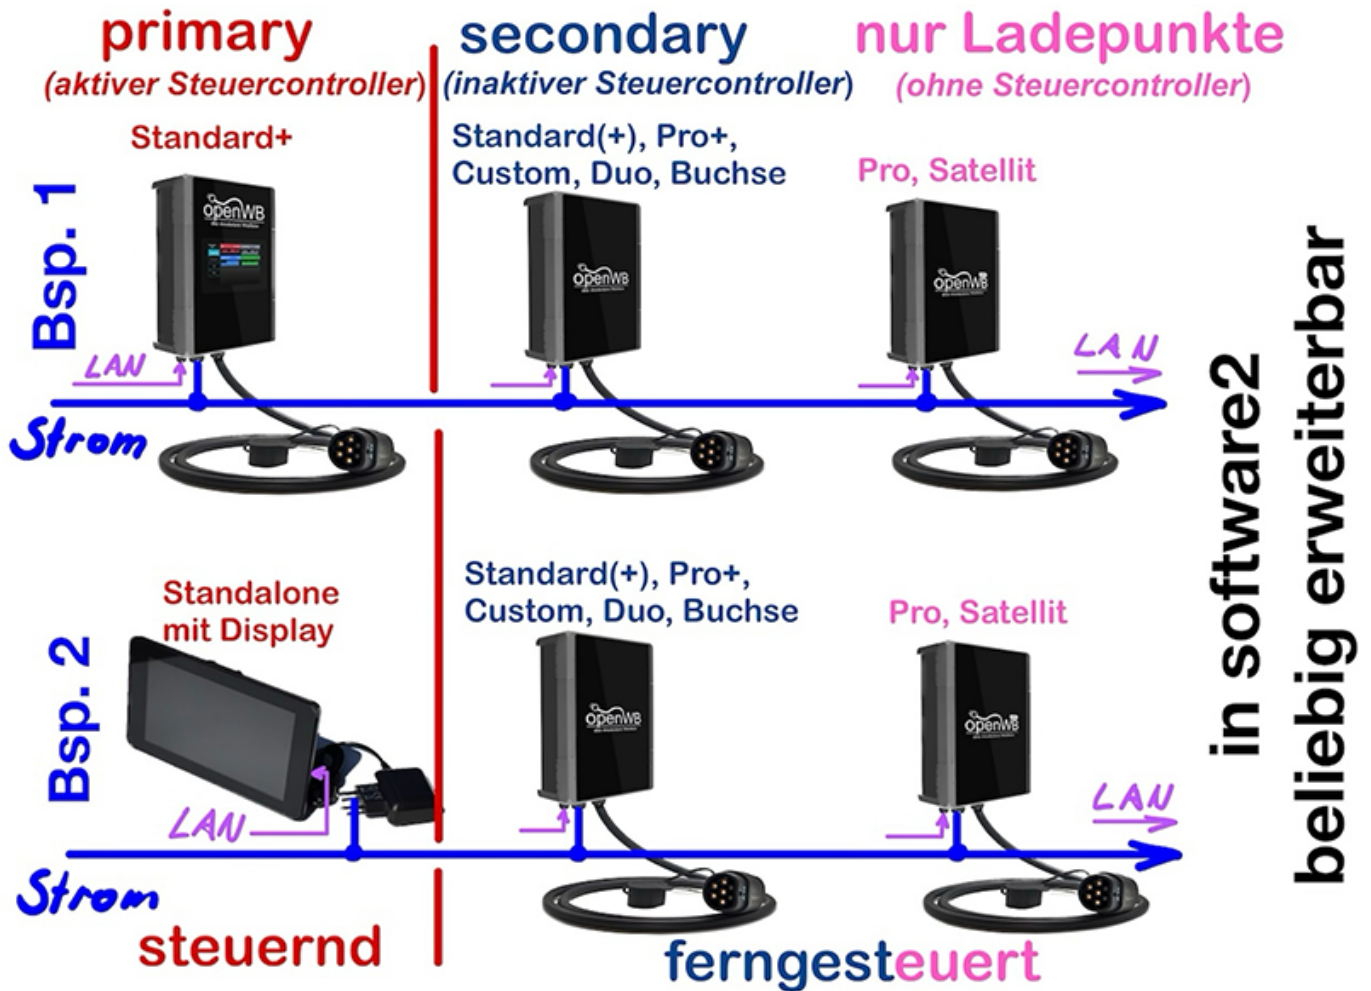 primary
(aktiver Steuercontroller)
secondary
(inaktiver Steuercontroller)
nur Ladepunkte
(ohne Steuercontroller)
Bsp. 1
Standard+
Standard(+), Pro+,
Custom, Duo, Buchse
Pro, Satellit
openWB
openWB
openWB
LAN
LAN
Strom
Bsp. 2
Standalone
mit Display
Standard(+), Pro+,
Custom, Duo, Buchse
Pro, Satellit
openWB
openWB
LAN
LAN
Strom
steuernd
ferngesteuert
in software2
beliebig erweiterbar